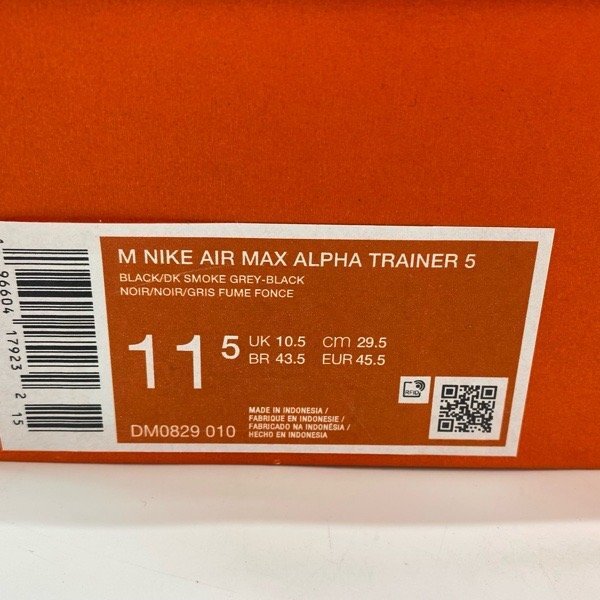 M NIKE AIR MAX ALPHA TRAINER 5
BLACK/DK SMOKE GREY-BLACK
NOIR/NOIR/GRIS FUME FONCE
11 5
UK 10.5 cm 29.5
BR 43.5 EUR 45.5
DM0829 010
MADE IN INDONESIA/
FABRIQUE EN INDONESIE/
FABRICADO NA INDONÉSIA/
HECHO EN INDONESIA
RFID
96604 17923 2 15